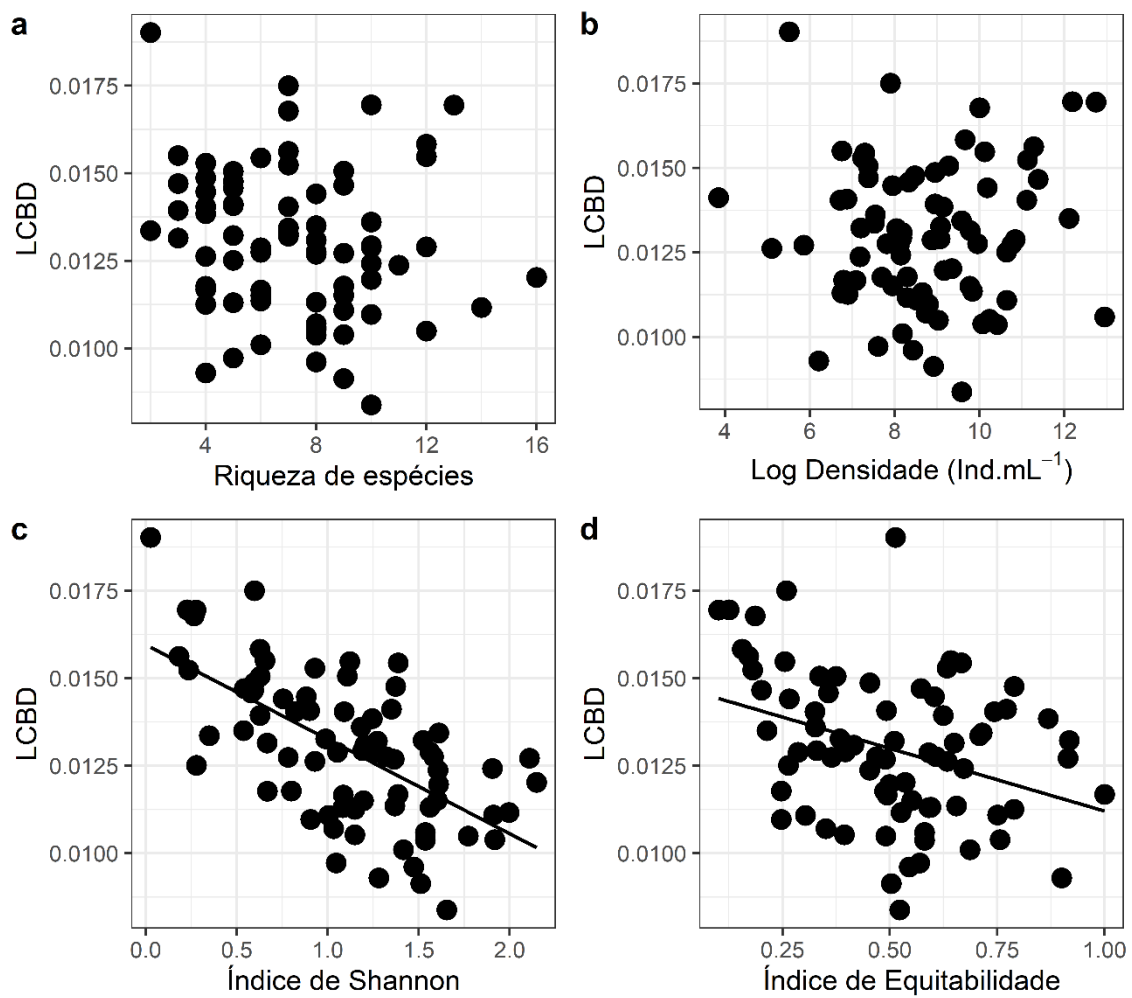 a
LCBD
0.0175
0.0150
0.0125
0.0100
4 8 12 16
Riqueza de espécies
b
LCBD
0.0175
0.0150
0.0125
0.0100
4 6 8 10 12
Log Densidade (Ind.mL⁻¹)
c
LCBD
0.0175
0.0150
0.0125
0.0100
0.0 0.5 1.0 1.5 2.0
Índice de Shannon
d
LCBD
0.0175
0.0150
0.0125
0.0100
0.25 0.50 0.75 1.00
Índice de Equitabilidade